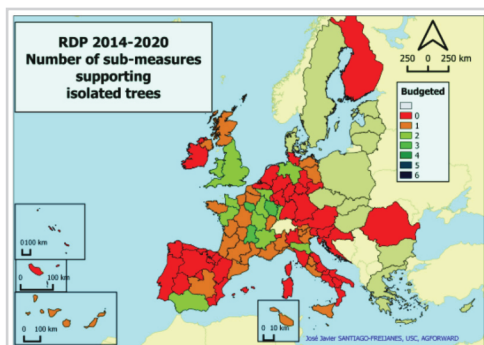 RDP 2014-2020
Number of sub-measures
supporting
isolated trees
250 0 250 km
Budgeted
0
1
2
3
4
5
6
0 100 km
0 100 km
0 100 km
0 10 km
José Javier SANTIAGO-FREIJANES, USC, AGFORWARD